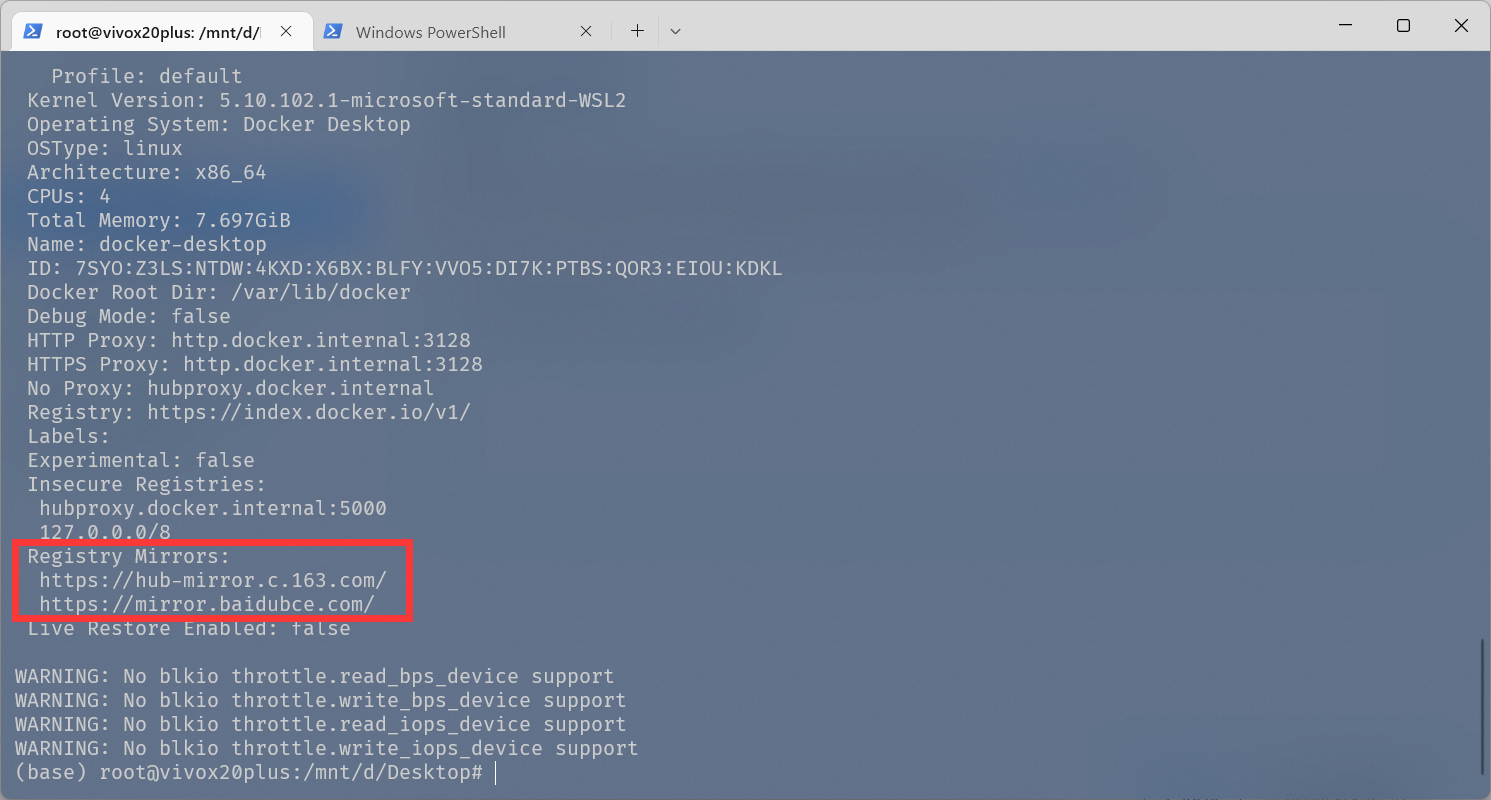 root@vivox20plus: /mnt/d/
Windows PowerShell
Profile: default
Kernel Version: 5.10.102.1-microsoft-standard-WSL2
Operating System: Docker Desktop
OSType: linux
Architecture: x86_64
CPUs: 4
Total Memory: 7.697GiB
Name: docker-desktop
ID: 7SYO:Z3LS:NTDW:4KXD:X6BX:BLFY:VVO5:DI7K:PTBS:QOR3:EIOU:KDKL
Docker Root Dir: /var/lib/docker
Debug Mode: false
HTTP Proxy: http.docker.internal:3128
HTTPS Proxy: http.docker.internal:3128
No Proxy: hubproxy.docker.internal
Registry: https://index.docker.io/v1/
Labels:
Experimental: false
Insecure Registries:
hubproxy.docker.internal:5000
127.0.0.0/8
Registry Mirrors:
https://hub-mirror.c.163.com/
https://mirror.baidubce.com/
Live Restore Enabled: false
WARNING: No blkio throttle.read_bps_device support
WARNING: No blkio throttle.write_bps_device support
WARNING: No blkio throttle.read_iops_device support
WARNING: No blkio throttle.write_iops_device support
(base) root@vivox20plus:/mnt/d/Desktop#